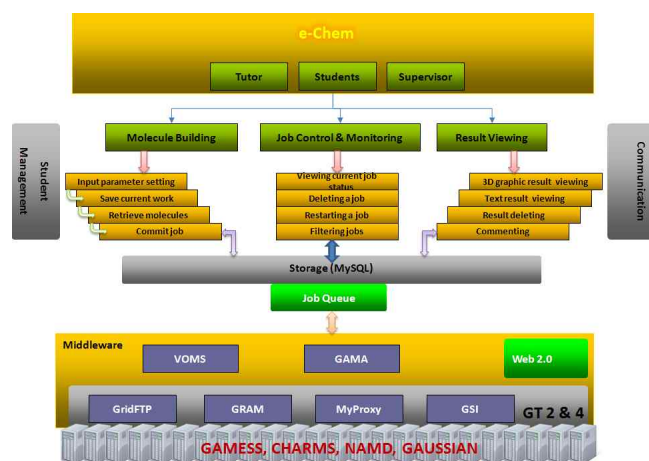 e-Chem
Tutor
Students
Supervisor
Molecule Building
Job Control & Monitoring
Result Viewing
Student
Management
Communication
Input parameter setting
Save current work
Retrieve molecules
Commit job
Viewing current job
status
Deleting a job
Restarting a job
Filtering jobs
3D graphic result viewing
Text result viewing
Result deleting
Commenting
Storage (MySQL)
Job Queue
Middleware
VOMS
GAMA
Web 2.0
GridFTP
GRAM
MyProxy
GSI
GT 2 & 4
GAMESS, CHARMS, NAMD, GAUSSIAN